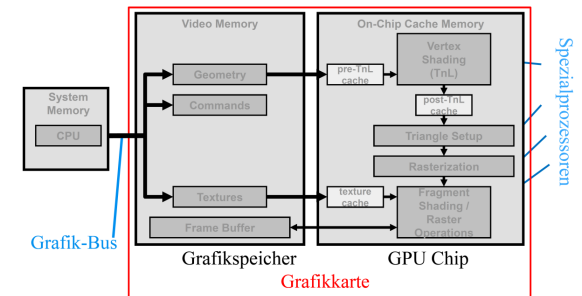 Video Memory
On-Chip Cache Memory
Geometry
Commands
pre-TnL
cache
Vertex
Shading
(TnL)
post-TnL
cache
System
Memory
CPU
Triangle Setup
Rasterization
Textures
texture
cache
Fragment
Shading /
Raster
Operations
Frame Buffer
Spezialprozessoren
Grafik-Bus
Grafikspeicher
GPU Chip
Grafikkarte